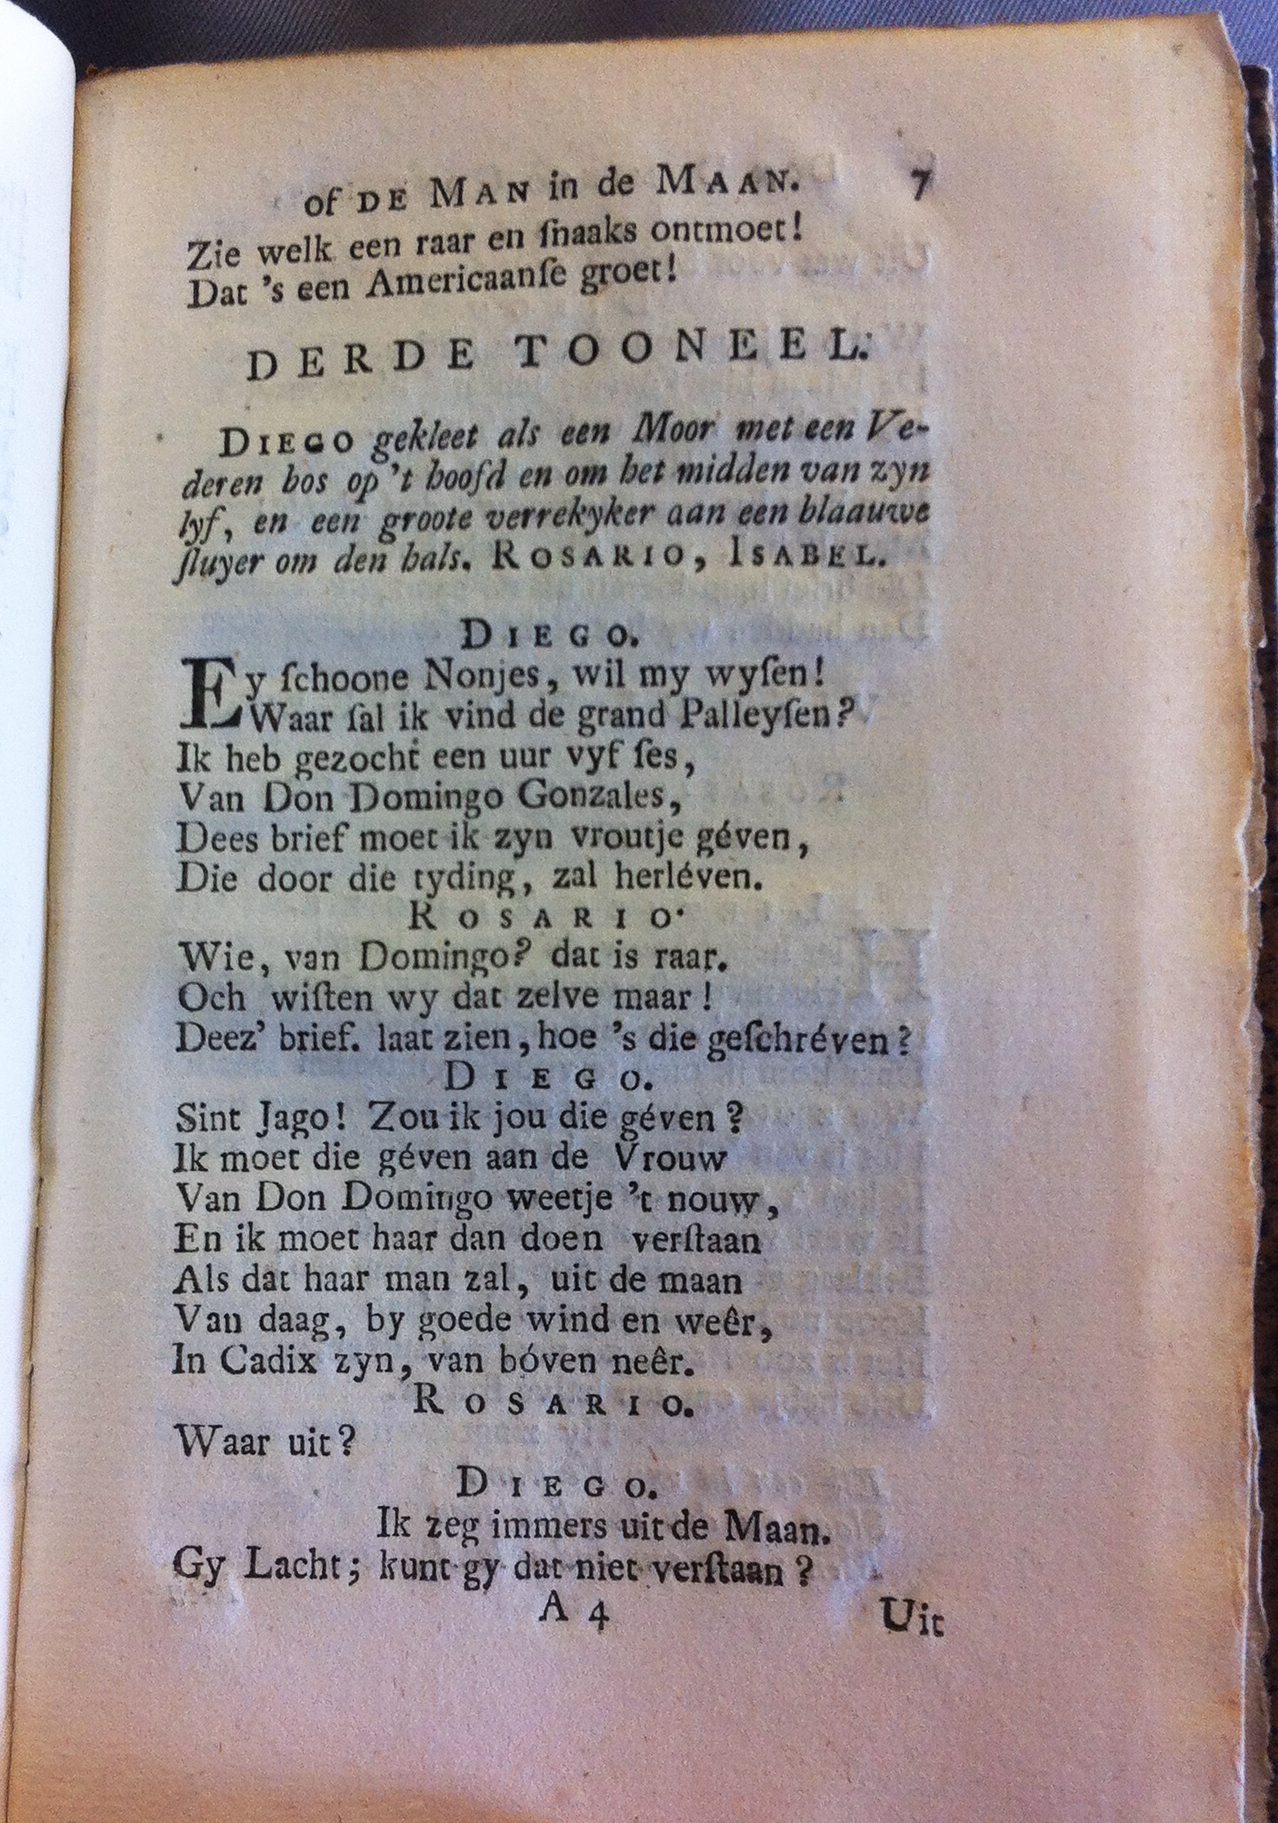 of DE MAN in de MAAN. 7
Zie welk een raar en ſnaaks ontmoet!
Dat 's een Americaanſe groet!
DERDE TOONEEL.
DIEGO gekleet als een Moor met een Ve-
deren bos op 't hoofd en om het midden van zyn
lyf, en een groote verrekyker aan een blaauwe
ſluyer om den hals. ROSARIO, ISABEL.
DIEGO.
Ey ſchoone Nonjes, wil my wyſen!
Waar ſal ik vind de grand Palleyſen?
Ik heb gezocht een uur vyf ſes,
Van Don Domingo Gonzales,
Dees brief moet ik zyn vroutje géven,
Die door die tyding, zal herléven.
ROSARIO.
Wie, van Domingo? dat is raar.
Och wiſten wy dat zelve maar!
Deez' brief. laat zien, hoe 's die geſchréven?
DIEGO.
Sint Jago! Zou ik jou die géven?
Ik moet die géven aan de Vrouw
Van Don Domingo weetje 't nouw,
En ik moet haar dan doen verſtaan
Als dat haar man zal, uit de maan
Van daag, by goede wind en weêr,
In Cadix zyn, van bóven neêr.
ROSARIO.
Waar uit?
DIEGO.
Ik zeg immers uit de Maan.
Gy Lacht; kunt gy dat niet verſtaan?
A 4 Uit